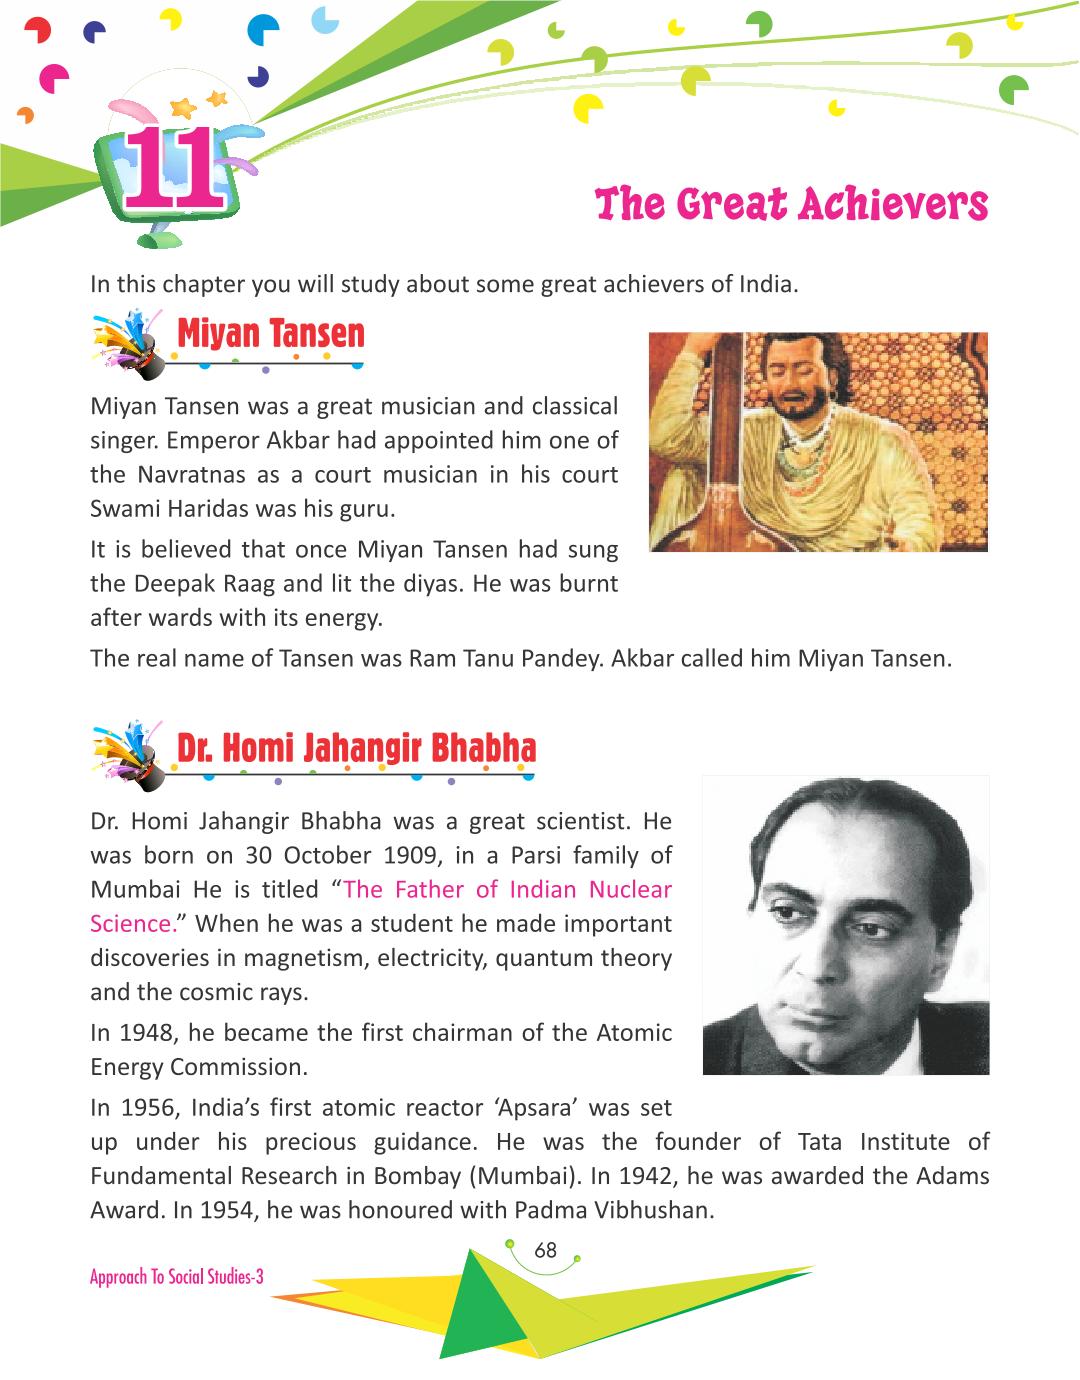 11
The Great Achievers
In this chapter you will study about some great achievers of India.
Miyan Tansen
Miyan Tansen was a great musician and classical
singer. Emperor Akbar had appointed him one of
the Navratnas as a court musician in his court
Swami Haridas was his guru.
It is believed that once Miyan Tansen had sung
the Deepak Raag and lit the diyas. He was burnt
after wards with its energy.
The real name of Tansen was Ram Tanu Pandey. Akbar called him Miyan Tansen.
Dr. Homi Jahangir Bhabha
Dr. Homi Jahangir Bhabha was a great scientist. He
was born on 30 October 1909, in a Parsi family of
Mumbai He is titled “The Father of Indian Nuclear
Science.” When he was a student he made important
discoveries in magnetism, electricity, quantum theory
and the cosmic rays.
In 1948, he became the first chairman of the Atomic
Energy Commission.
In 1956, India’s first atomic reactor ‘Apsara’ was set
up under his precious guidance. He was the founder of Tata Institute of
Fundamental Research in Bombay (Mumbai). In 1942, he was awarded the Adams
Award. In 1954, he was honoured with Padma Vibhushan.
68
Approach To Social Studies-3